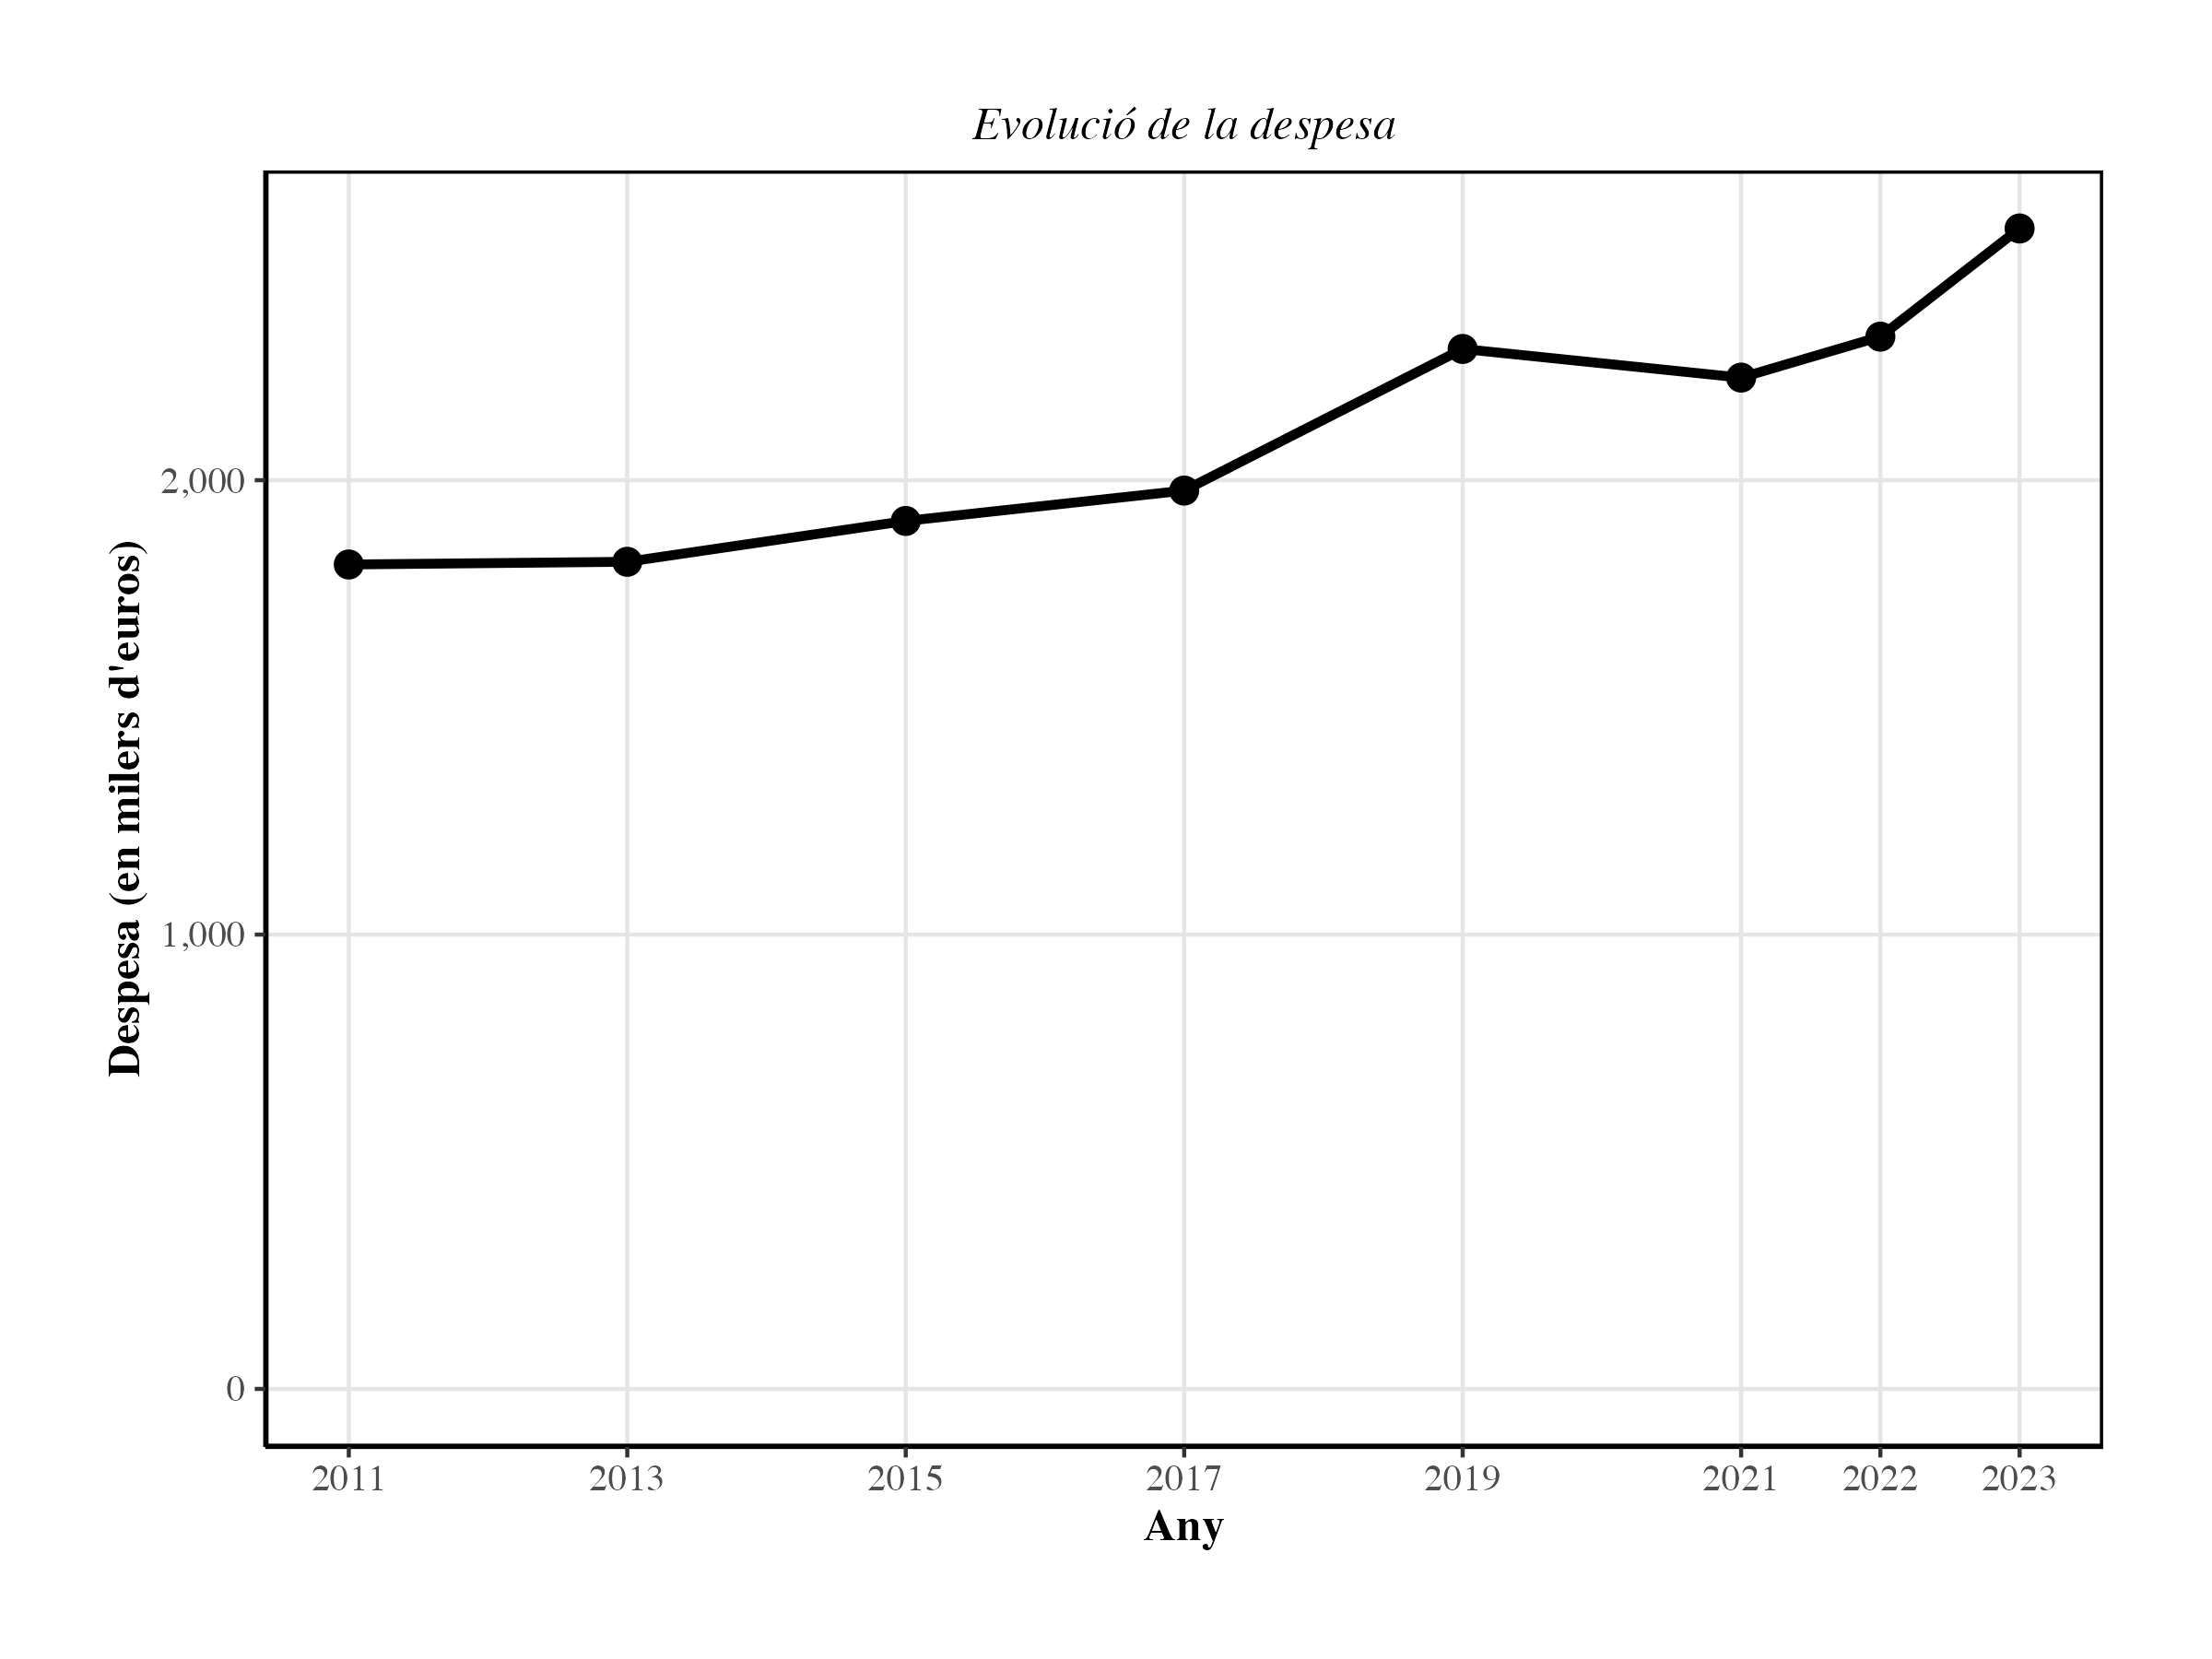 Evolució de la despesa
Despesa (en milers d'euros)
2,000
1,000
0
2011 2013 2015 2017 2019 2021 2022 2023
Any